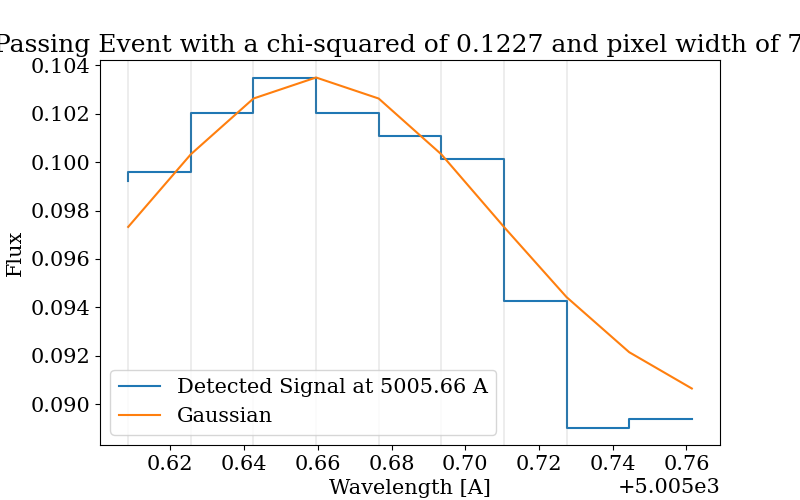 Passing Event with a chi-squared of 0.1227 and pixel width of 7
0.104
0.102
0.100
0.098
0.096
0.094
0.092
0.090
Flux
Detected Signal at 5005.66 A
Gaussian
0.62 0.64 0.66 0.68 0.70 0.72 0.74 0.76
+5.005e3
Wavelength [A]